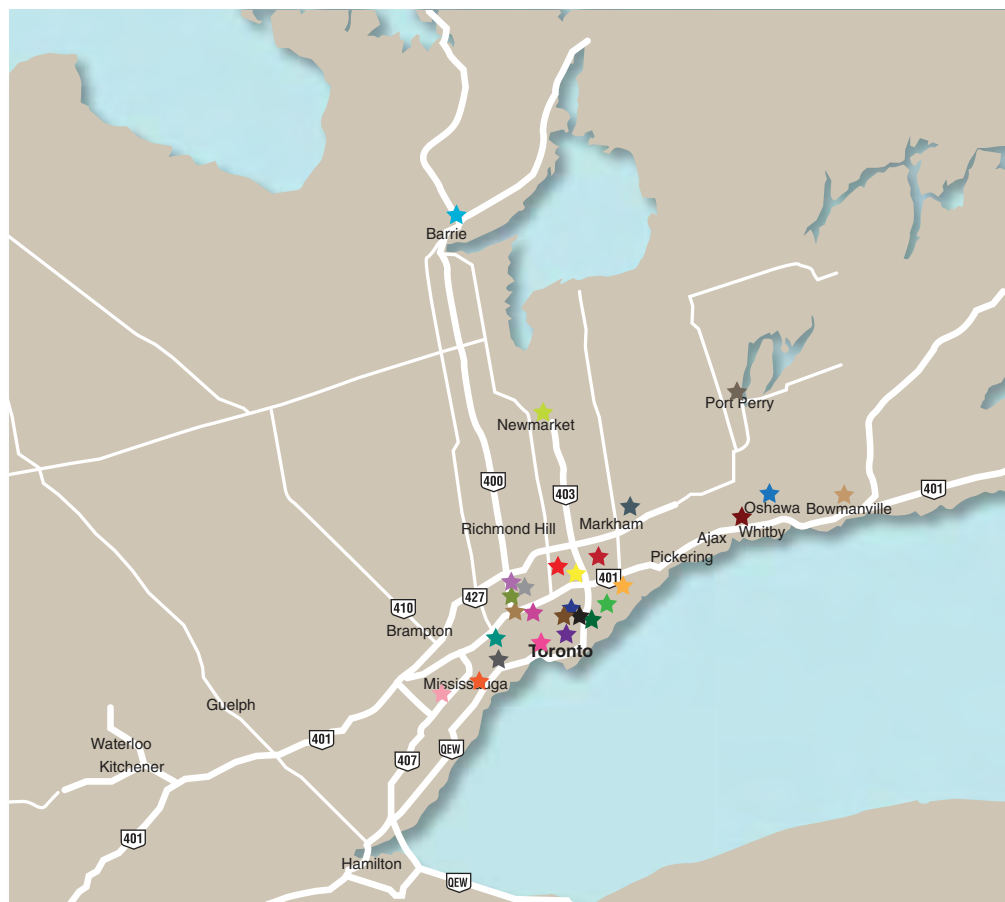 Barrie
Port Perry
Newmarket
400
403
401
Oshawa
Bowmanville
Markham
Richmond Hill
Whitby
Ajax
Pickering
401
427
410
Brampton
Toronto
Mississauga
Guelph
401
Waterloo
QEW
407
Kitchener
401
Hamilton
QEW